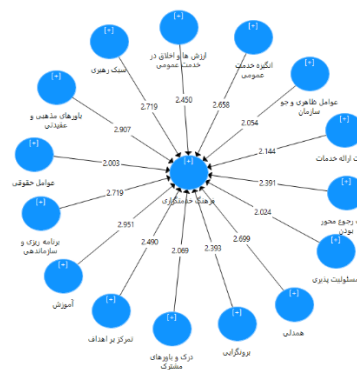 [+]
ارزش ها و اخلاق در
خدمت عمومی
[+]
انگیزه خدمت
عمومی
[+]
سبک رهبری
[+]
عوامل ظاهری و جو
سازمان
[+]
باورهای مذهبی و
عقیدتی
[+]
ارائه خدمات
[+]
عوامل حقوقی
[+]
رجوع محور
بودن
[+]
برنامه ریزی و
سازماندهی
[+]
مسئولیت پذیری
[+]
آموزش
[+]
همدلی
[+]
تمرکز بر اهداف
[+]
درک و باورهای
مشترک
[+]
برونگرایی
[+]
فرهنگ خدمتگزاری
2.719
2.450
2.658
2.054
2.907
2.144
2.003
2.391
2.719
2.024
2.951
2.490
2.069
2.393
2.699